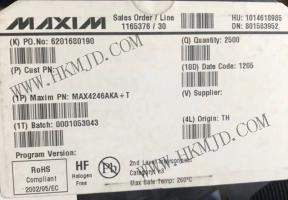 MAXIM
Sales Order / Line
1165376 / 30
HU: 1014618985
DN: 801583952
(K) PO.NO: 6201680190
(Q) Quantity: 2500
(P) Cust PN:
(10D) Date Code: 1205
(1P) Maxim PN: MAX4246AKA+T
(V) Supplier:
(1T) Batch: 0001053043
(4L) Origin: TH
Program Version:
RoHS
Compliant
2002/95/EC
HF
Halogen
Free
2nd Level Interconnect
Category: e3
Max Safe Temp: 260°C
WWW.HKMJD.COM
WWW.HKMJD.COM